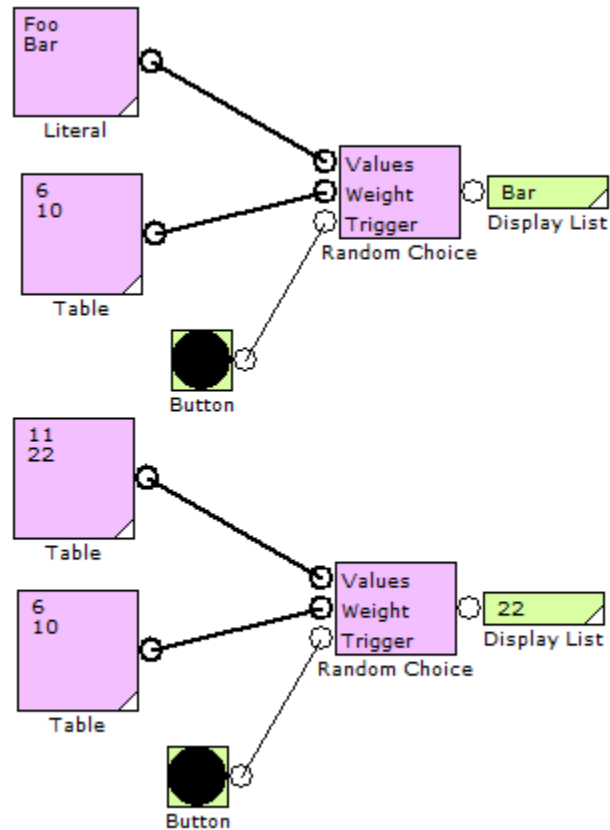 Foo
Bar
Literal
6
10
Table
Values
Weight
Trigger
Random Choice
Bar
Display List
Button
11
22
Table
6
10
Table
Values
Weight
Trigger
Random Choice
22
Display List
Button